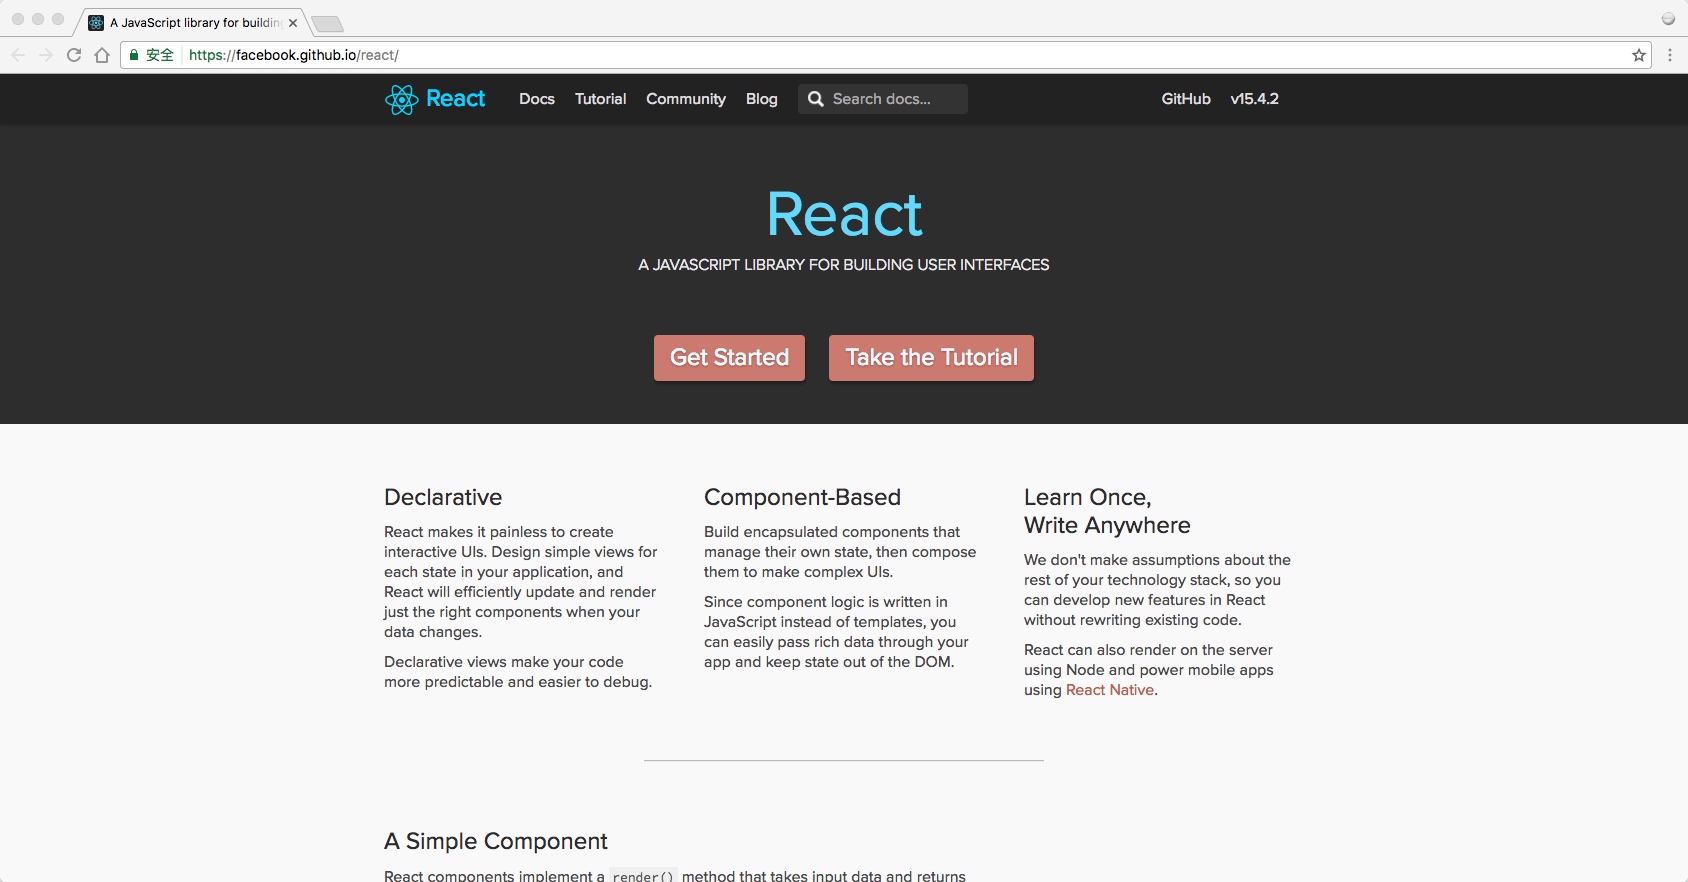 A JavaScript library for buildin
安全 https://facebook.github.io/react/
React Docs Tutorial Community Blog Search docs... GitHub v15.4.2
React
A JAVASCRIPT LIBRARY FOR BUILDING USER INTERFACES
Get Started Take the Tutorial
Declarative
React makes it painless to create
interactive UIs. Design simple views for
each state in your application, and
React will efficiently update and render
just the right components when your
data changes.
Declarative views make your code
more predictable and easier to debug.
Component-Based
Build encapsulated components that
manage their own state, then compose
them to make complex UIs.
Since component logic is written in
JavaScript instead of templates, you
can easily pass rich data through your
app and keep state out of the DOM.
Learn Once,
Write Anywhere
We don't make assumptions about the
rest of your technology stack, so you
can develop new features in React
without rewriting existing code.
React can also render on the server
using Node and power mobile apps
using React Native.
A Simple Component
React components implement a render() method that takes input data and returns